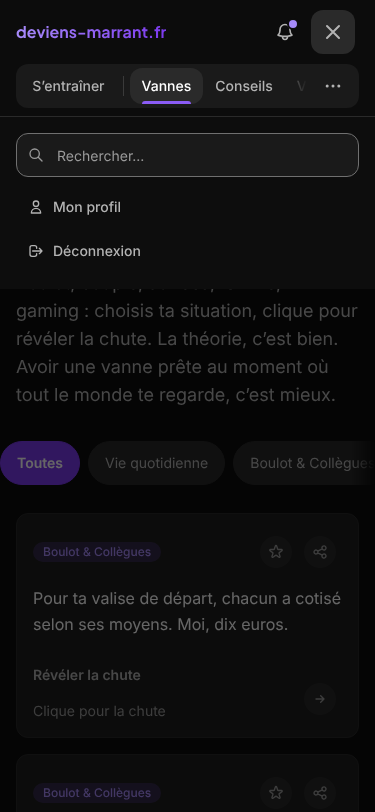 deviens-marrant.fr
S'entraîner
Vannes
Conseils
V
Rechercher...
Mon profil
Déconnexion
gaming : choisis ta situation, clique pour
révéler la chute. La théorie, c'est bien.
Avoir une vanne prête au moment où
tout le monde te regarde, c'est mieux.
Toutes
Vie quotidienne
Boulot & Collègues
Boulot & Collègues
Pour ta valise de départ, chacun a cotisé
selon ses moyens. Moi, dix euros.
Révéler la chute
Clique pour la chute
Boulot & Collègues